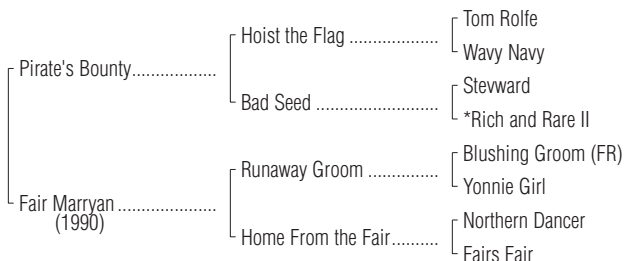 Tom Rolfe
Hoist the Flag ...................
Wavy Navy
Pirate's Bounty..................
Stevward
Bad Seed ..........................
*Rich and Rare II
Blushing Groom (FR)
Runaway Groom ...............
Yonnie Girl
Fair Marryan .....................
(1990)
Northern Dancer
Home From the Fair..........
Fairs Fair